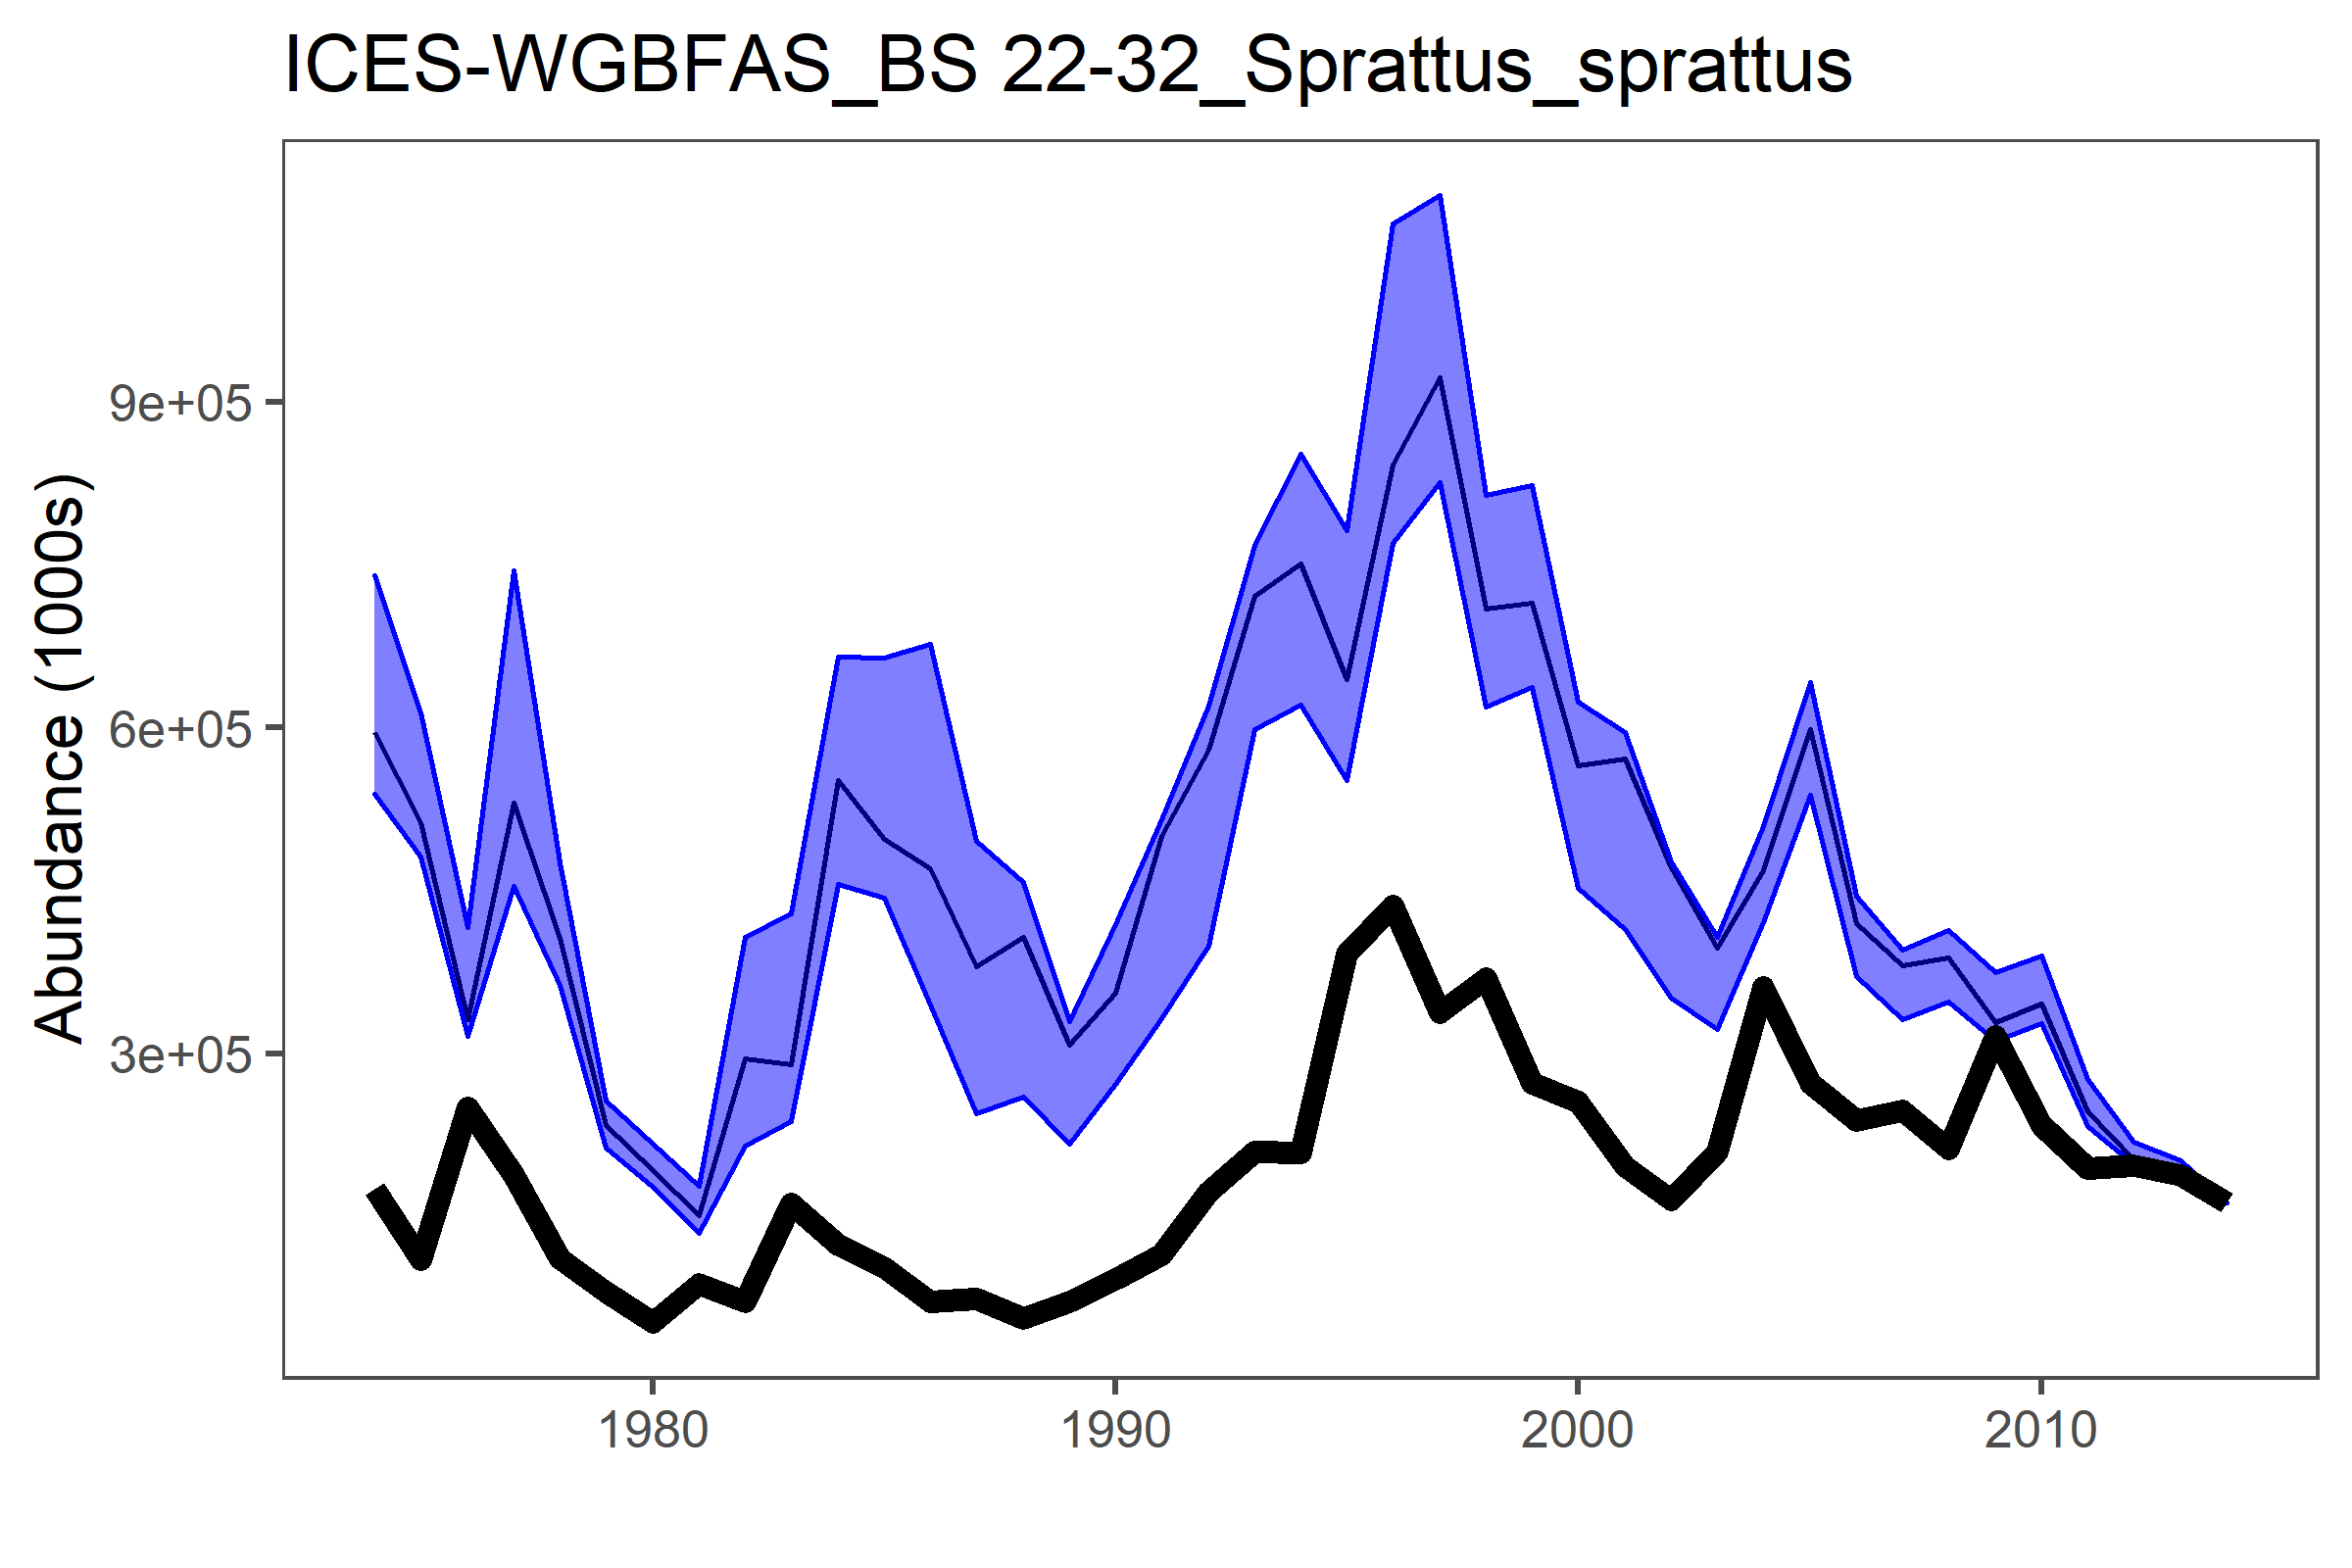 ICES-WGBFAS_BS 22-32_Sprattus_sprattus
Abundance (1000s)
9e+05
6e+05
3e+05
1980
1990
2000
2010